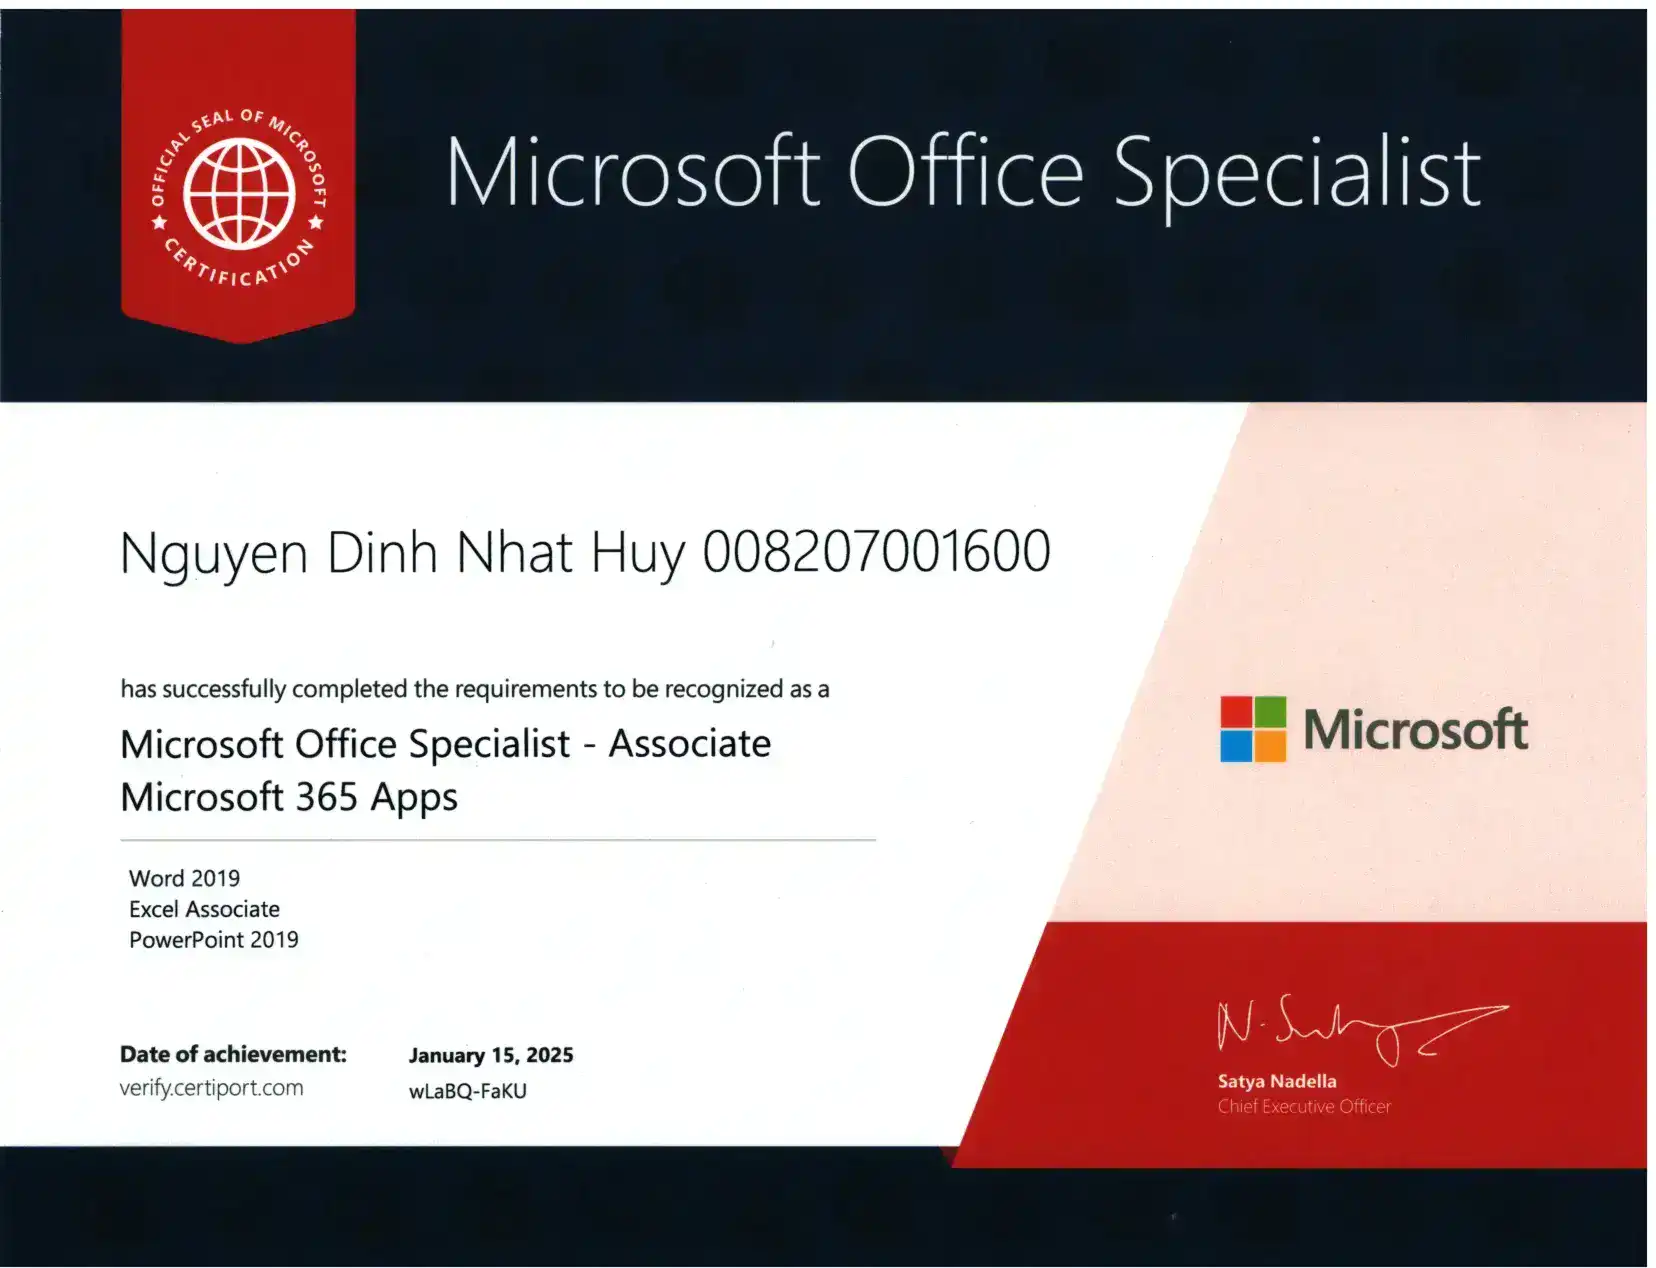 OFFICIAL SEAL OF MICROSOFT
CERTIFICATION
Microsoft Office Specialist
Nguyen Dinh Nhat Huy 008207001600
has successfully completed the requirements to be recognized as a
Microsoft Office Specialist - Associate
Microsoft 365 Apps
Word 2019
Excel Associate
PowerPoint 2019
Microsoft
Date of achievement: January 15, 2025
verify.certiport.com wLaBQ-FaKU
Satya Nadella
Chief Executive Officer